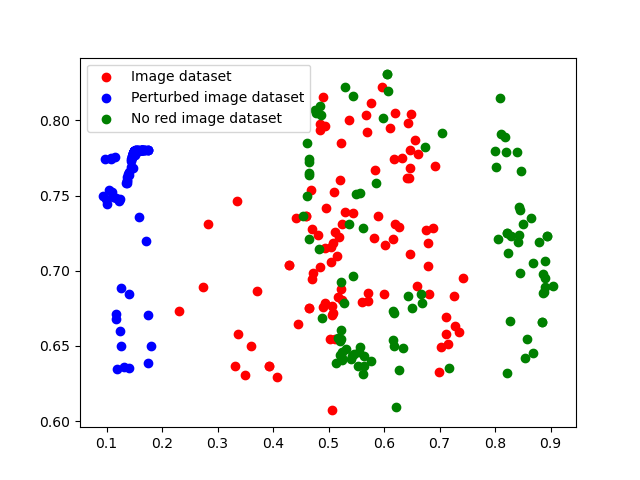 Image dataset
Perturbed image dataset
No red image dataset
0.80
0.75
0.70
0.65
0.60
0.1 0.2 0.3 0.4 0.5 0.6 0.7 0.8 0.9